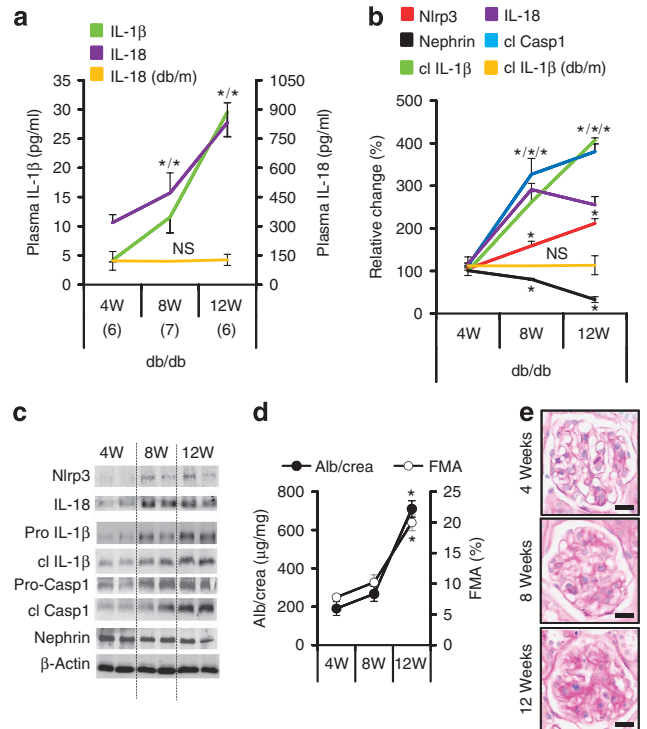 a
IL-1β
IL-18
IL-18 (db/m)
Plasma IL-1β (pg/ml)
35
30
25
20
15
10
5
0
1050
900
750
600
450
300
150
0
Plasma IL-18 (pg/ml)
*/*
*/*
NS
4W 8W 12W
(6) (7) (6)
db/db
b
Nlrp3 IL-18
Nephrin cl Casp1
cl IL-1β cl IL-1β (db/m)
Relative change (%)
500
400
300
200
100
0
*/*/*
*/*/*
*
*
NS
*
*
4W 8W 12W
db/db
c
4W 8W 12W
Nlrp3
IL-18
Pro IL-1β
cl IL-1β
Pro-Casp1
cl Casp1
Nephrin
β-Actin
d
Alb/crea FMA
Alb/crea (μg/mg)
800
600
400
200
0
25
20
15
10
5
0
FMA (%)
*
*
4W 8W 12W
e
4 Weeks
8 Weeks
12 Weeks